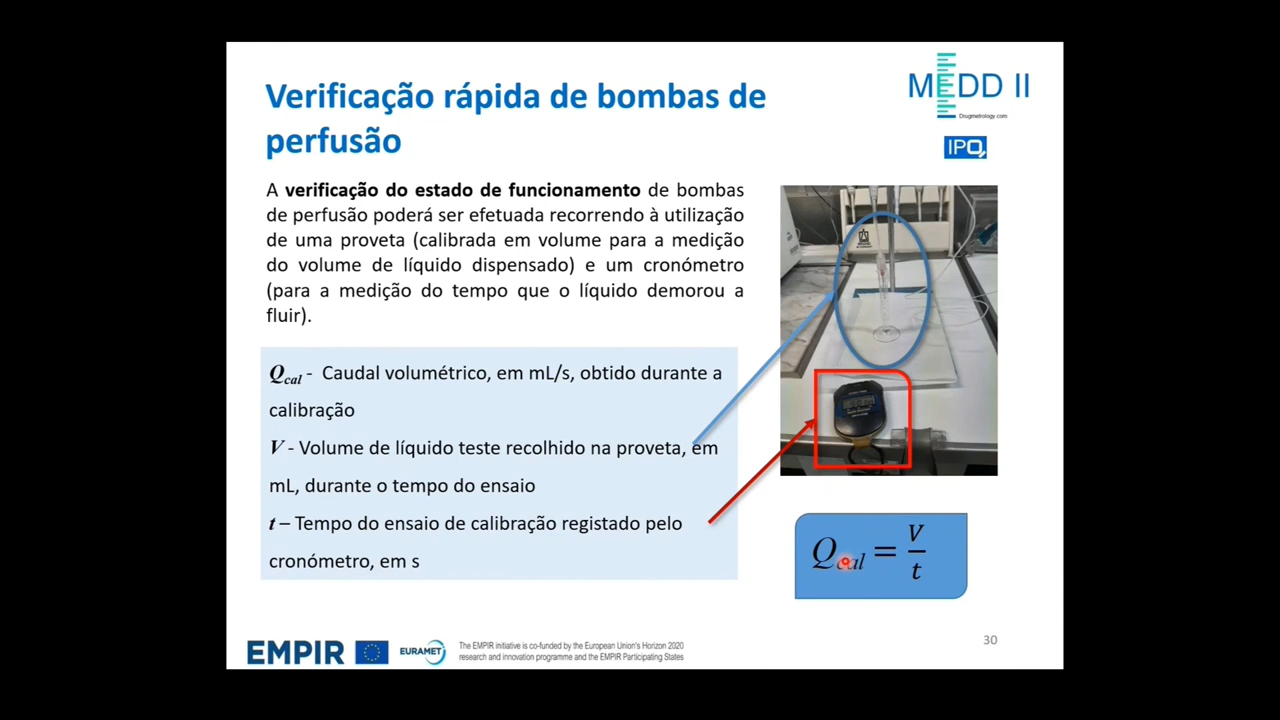 Verificação rápida de bombas de
perfusão
MEDD II
Drugmetrology.com
IPQ
A verificação do estado de funcionamento de bombas
de perfusão poderá ser efetuada recorrendo à utilização
de uma proveta (calibrada em volume para a medição
do volume de líquido dispensado) e um cronómetro
(para a medição do tempo que o líquido demorou a
fluir).
Qcal - Caudal volumétrico, em mL/s, obtido durante a
calibração
V - Volume de líquido teste recolhido na proveta, em
mL, durante o tempo do ensaio
t – Tempo do ensaio de calibração registado pelo
cronómetro, em s
Qcal = V/t
EMPIR
EURAMET
The EMPIR initiative is co-funded by the European Union's Horizon 2020
research and innovation programme and the EMPIR Participating States
30